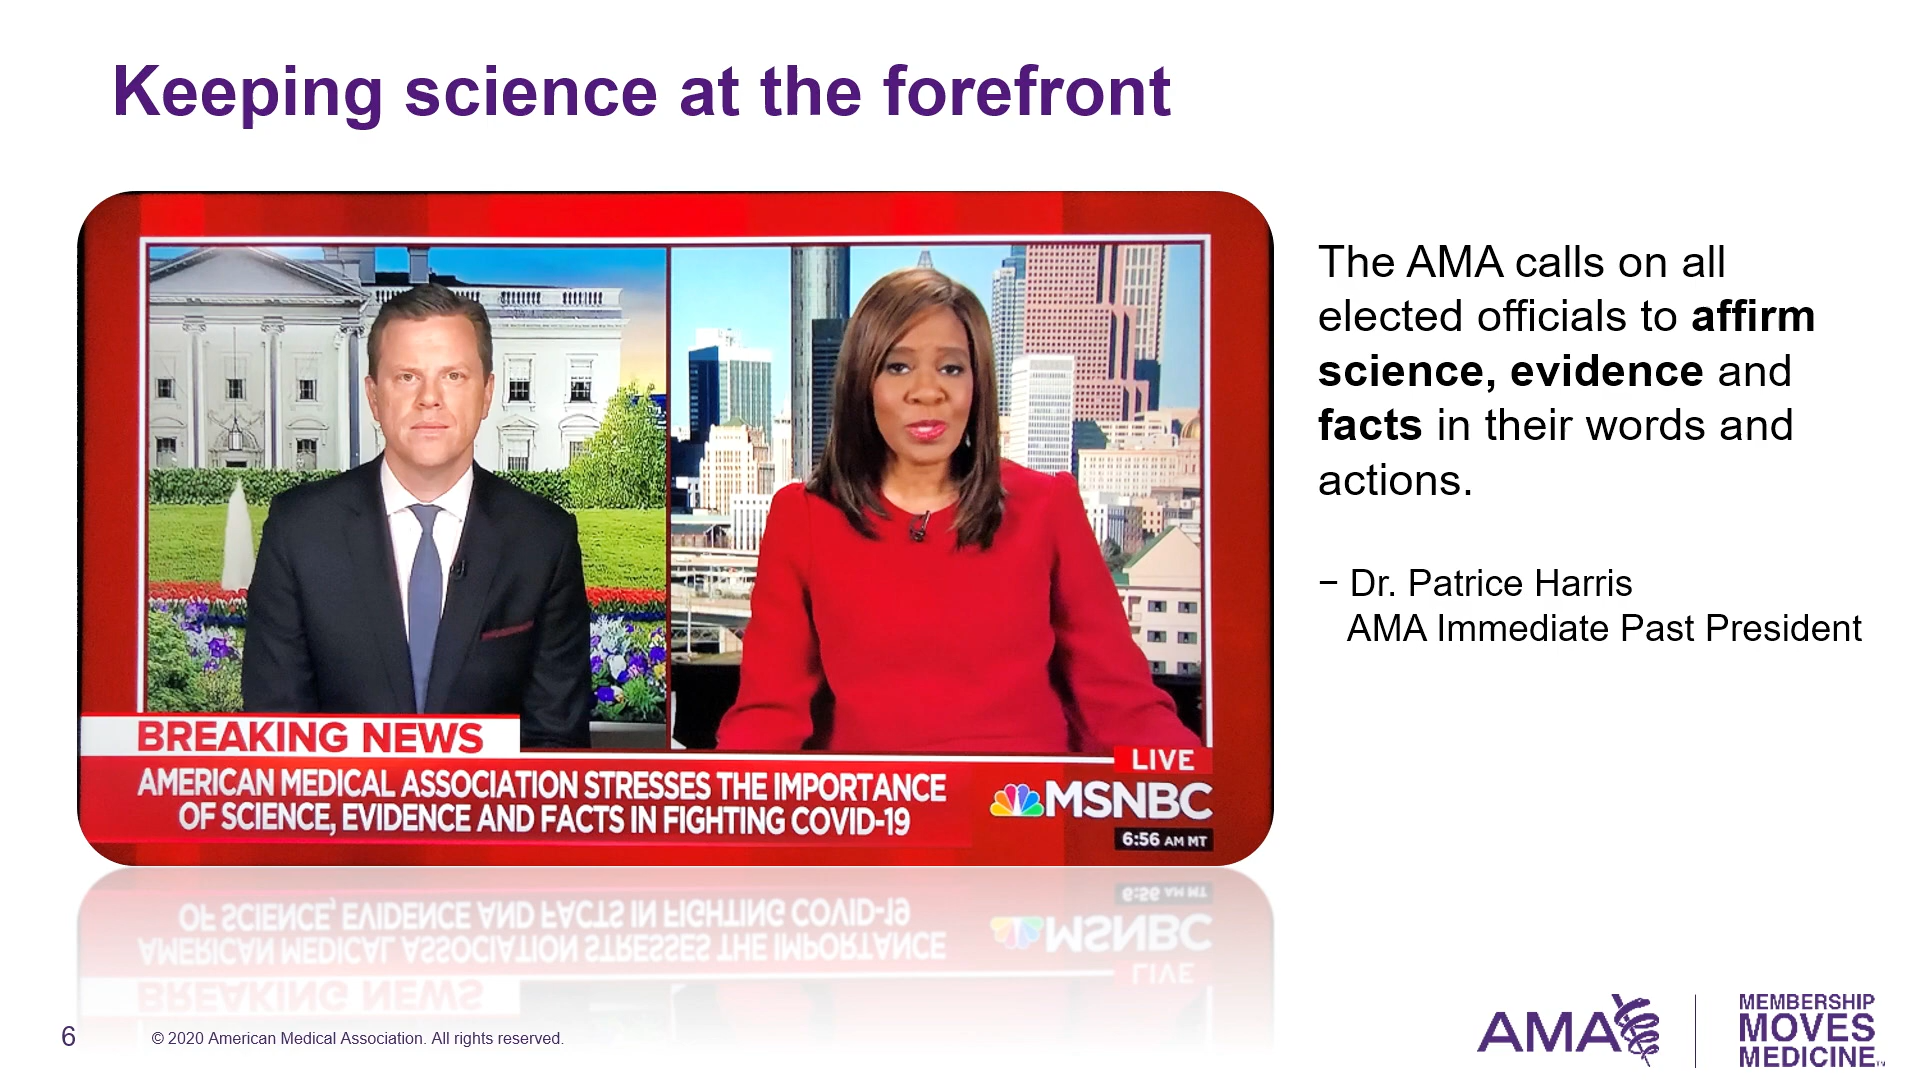 Keeping science at the forefront
The AMA calls on all
elected officials to affirm
science, evidence and
facts in their words and
actions.
− Dr. Patrice Harris
AMA Immediate Past President
BREAKING NEWS
AMERICAN MEDICAL ASSOCIATION STRESSES THE IMPORTANCE
OF SCIENCE, EVIDENCE AND FACTS IN FIGHTING COVID-19
LIVE
MSNBC
6:56 AM MT
6
© 2020 American Medical Association. All rights reserved.
AMA
MEMBERSHIP
MOVES
MEDICINE™